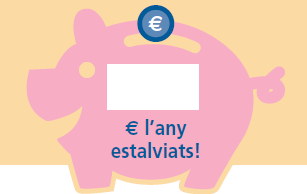 €
€ l’any
estalviats!